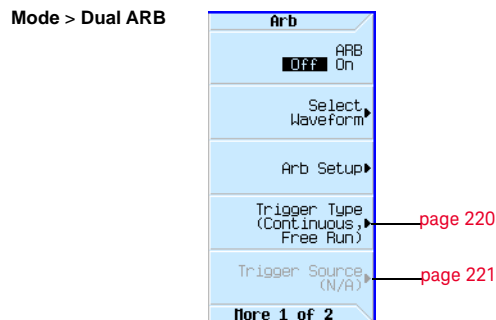 Mode > Dual ARB
Arb
ARB
Off On
Select
Waveform
Arb Setup
Trigger Type
(Continuous,
Free Run)
page 220
Trigger Source
(N/A)
page 221
More 1 of 2